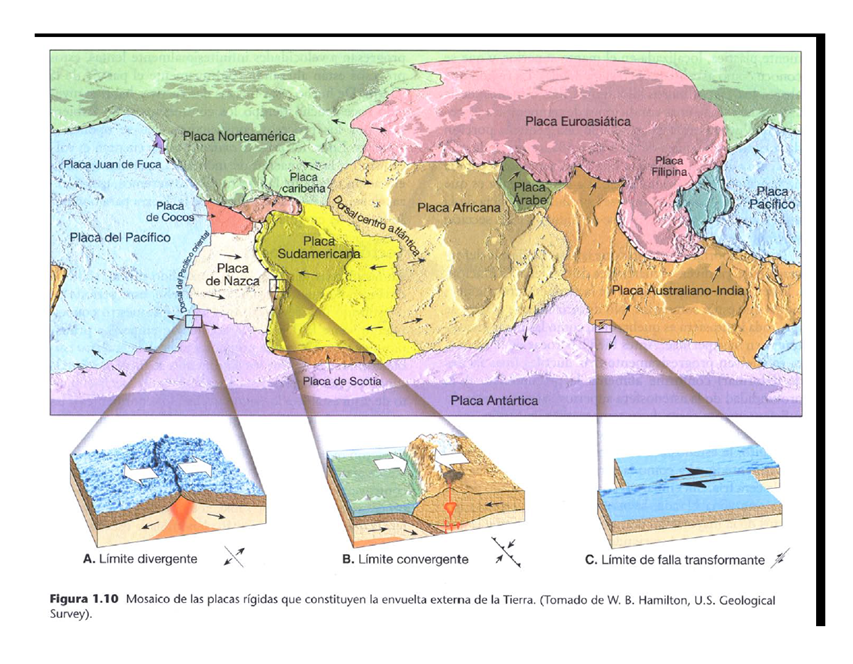 Placa Norteamérica
Placa Euroasiática
Placa Juan de Fuca
Placa
caribeña
Placa
Filipina
Placa
Árabe
Placa
Pacífico
Placa
de Cocos
Placa Africana
Dorsal centro atlántica
Placa del Pacífico
Dorsal del Pacífico oriental
Placa
Sudamericana
Placa
de Nazca
Placa Australiano-India
Placa de Scotia
Placa Antártica
A. Límite divergente
B. Límite convergente
C. Límite de falla transformante
Figura 1.10 Mosaico de las placas rígidas que constituyen la envuelta externa de la Tierra. (Tomado de W. B. Hamilton, U.S. Geological
Survey).